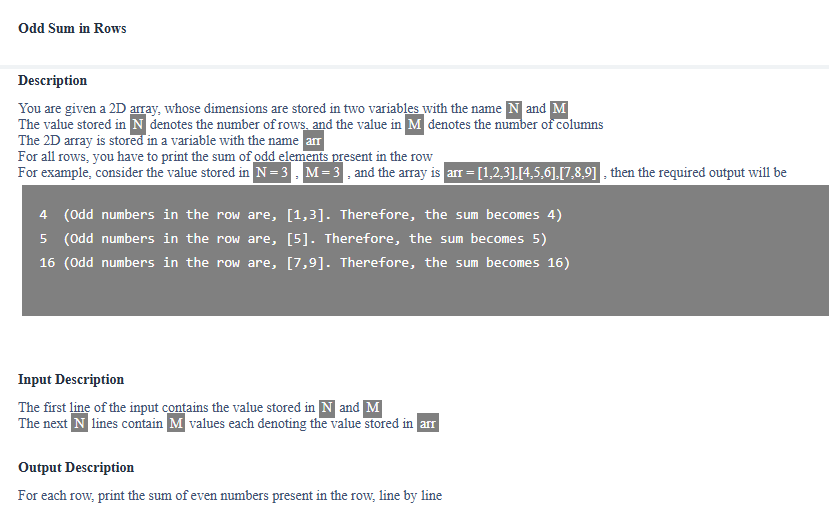 Odd Sum in Rows
Description
You are given a 2D array, whose dimensions are stored in two variables with the name N and M
The value stored in N denotes the number of rows, and the value in M denotes the number of columns
The 2D array is stored in a variable with the name arr
For all rows, you have to print the sum of odd elements present in the row
For example, consider the value stored in N = 3 , M = 3 , and the array is arr = [1,2,3],[4,5,6],[7,8,9] , then the required output will be
4 (Odd numbers in the row are, [1,3]. Therefore, the sum becomes 4)
5 (Odd numbers in the row are, [5]. Therefore, the sum becomes 5)
16 (Odd numbers in the row are, [7,9]. Therefore, the sum becomes 16)
Input Description
The first line of the input contains the value stored in N and M
The next N lines contain M values each denoting the value stored in arr
Output Description
For each row, print the sum of even numbers present in the row, line by line